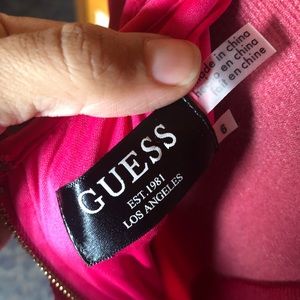 made in china
hecho en china
fait en chine
6
GUESS
EST. 1981
LOS ANGELES